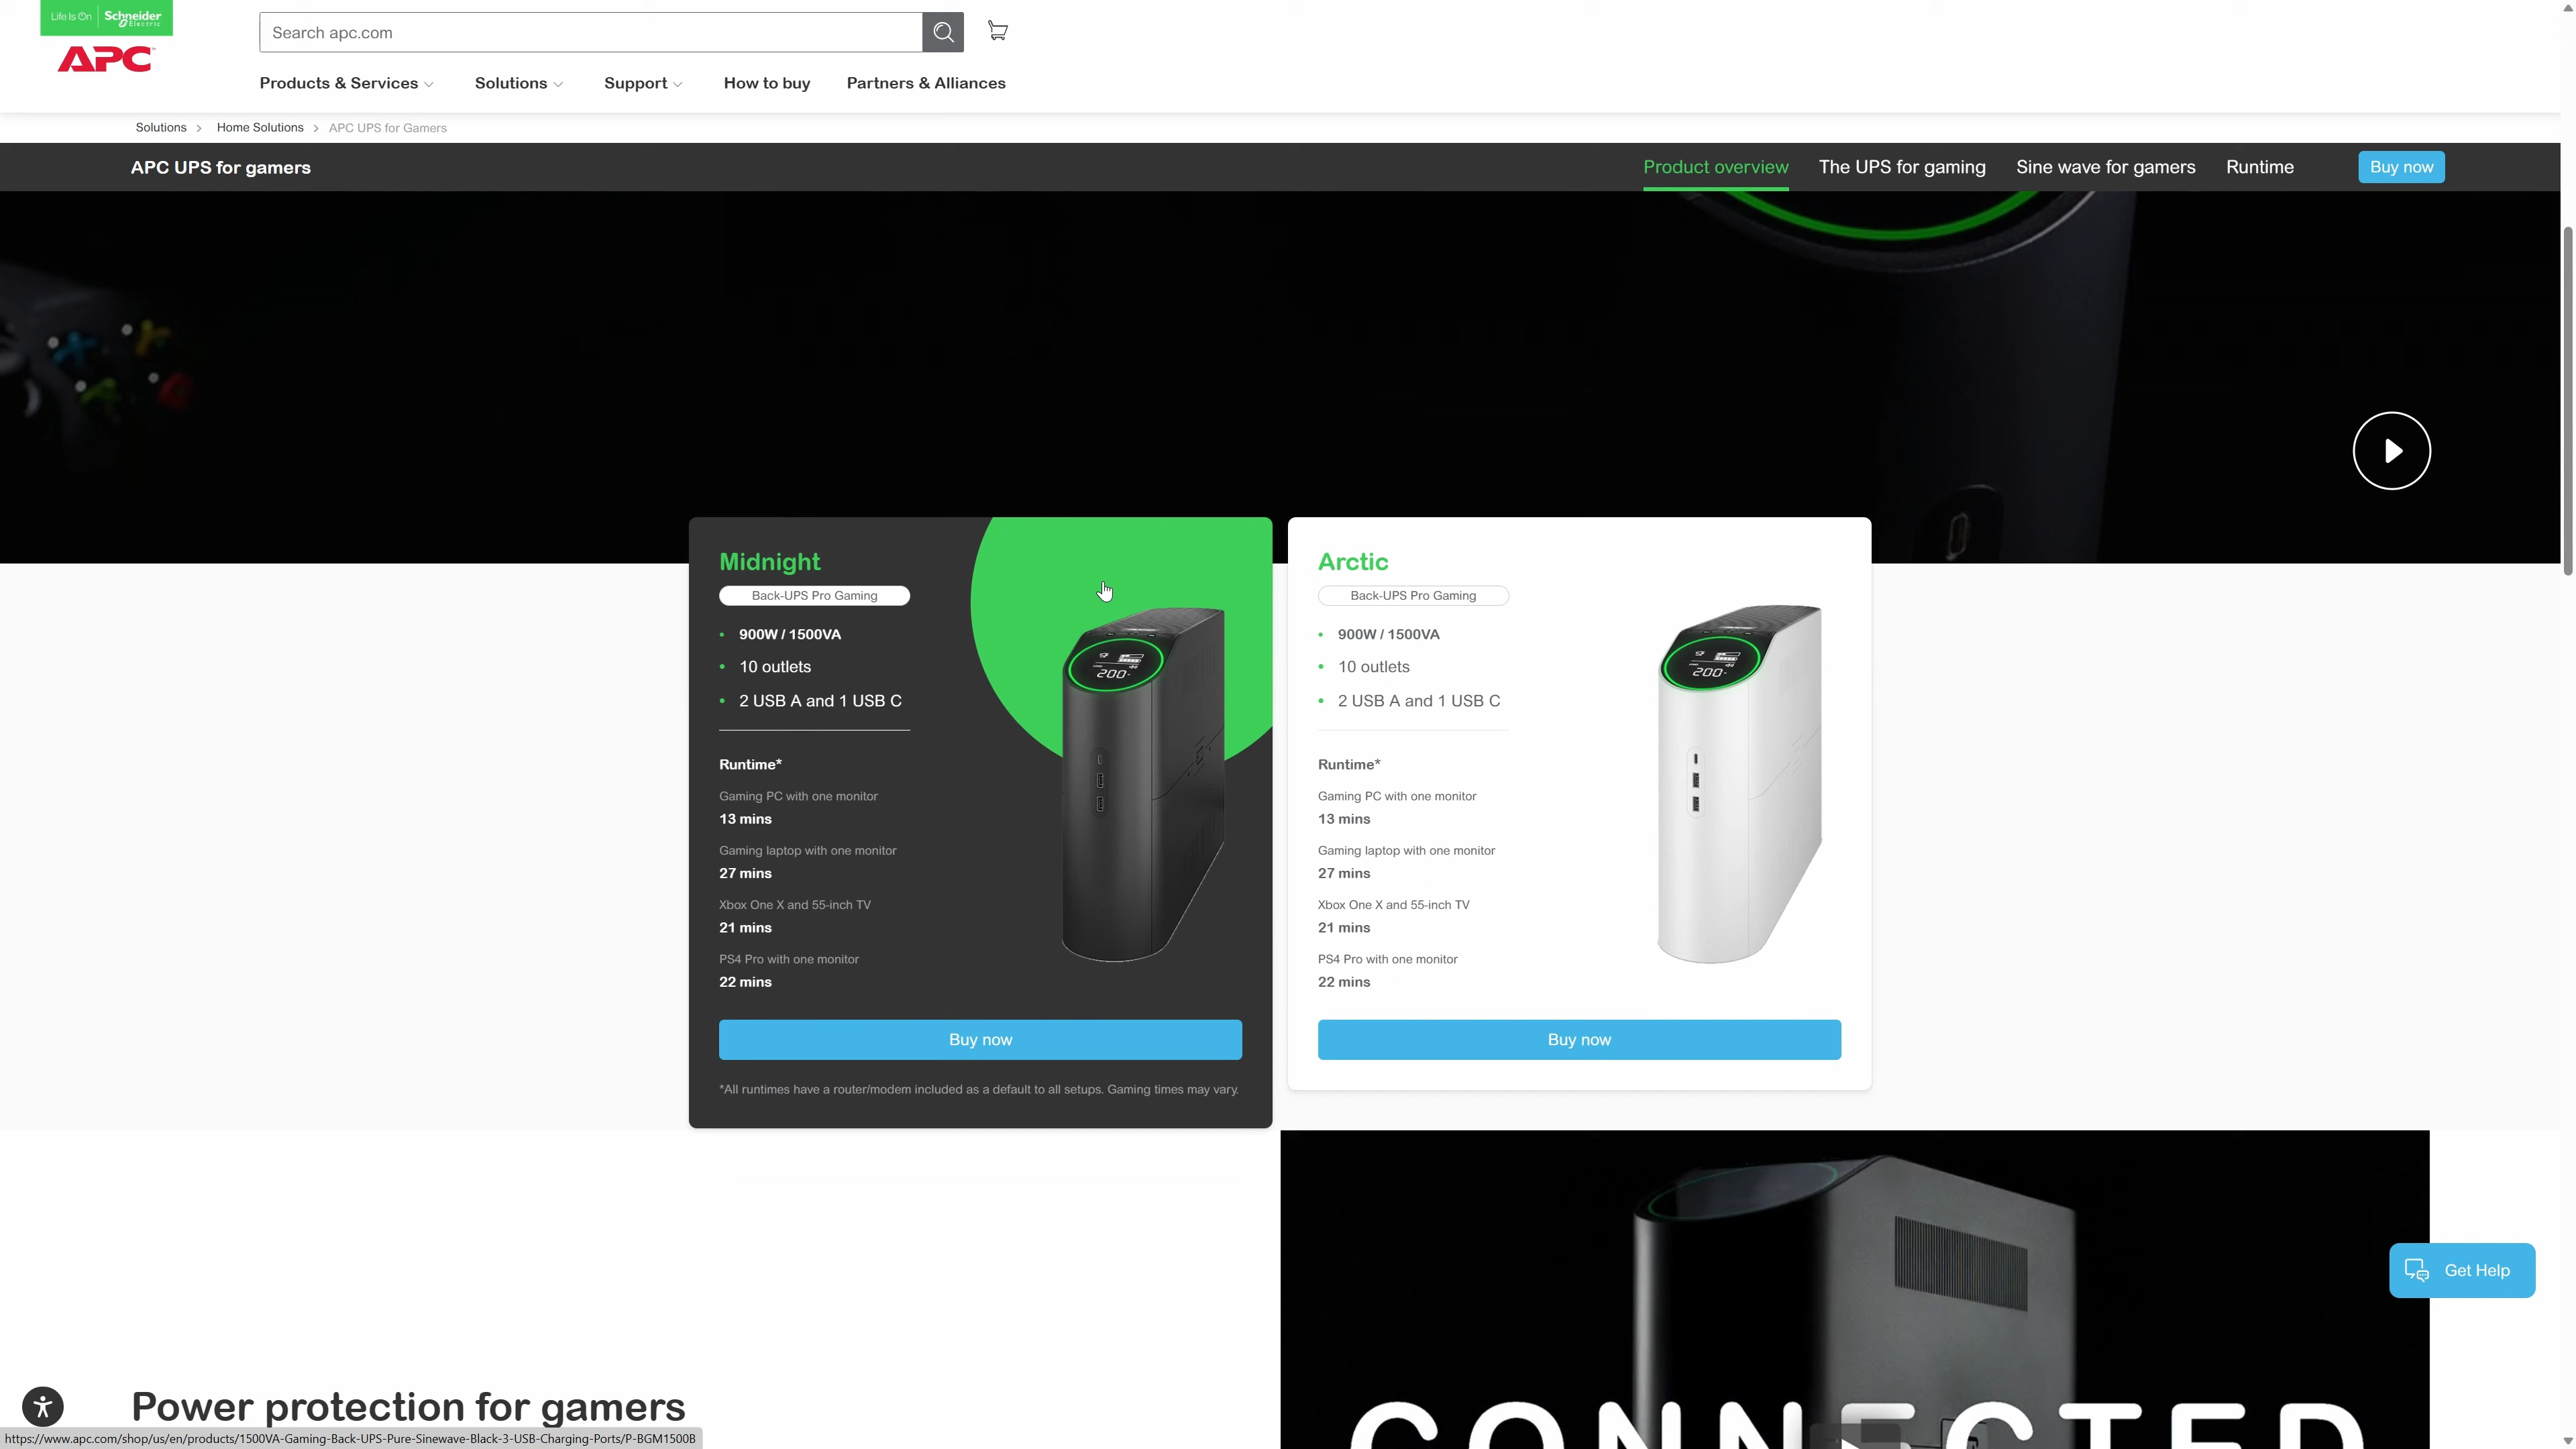 Life Is On | Schneider Electric
APC
Search apc.com
Products & Services
Solutions
Support
How to buy
Partners & Alliances
Solutions > Home Solutions > APC UPS for Gamers
APC UPS for gamers
Product overview
The UPS for gaming
Sine wave for gamers
Runtime
Buy now
Midnight
Back-UPS Pro Gaming
• 900W / 1500VA
• 10 outlets
• 2 USB A and 1 USB C
Runtime*
Gaming PC with one monitor
13 mins
Gaming laptop with one monitor
27 mins
Xbox One X and 55-inch TV
21 mins
PS4 Pro with one monitor
22 mins
Buy now
*All runtimes have a router/modem included as a default to all setups. Gaming times may vary.
200
Arctic
Back-UPS Pro Gaming
• 900W / 1500VA
• 10 outlets
• 2 USB A and 1 USB C
Runtime*
Gaming PC with one monitor
13 mins
Gaming laptop with one monitor
27 mins
Xbox One X and 55-inch TV
21 mins
PS4 Pro with one monitor
22 mins
Buy now
200
Get Help
Power protection for gamers
CONNECTED
https://www.apc.com/shop/us/en/products/1500VA-Gaming-Back-UPS-Pure-Sinewave-Black-3-USB-Charging-Ports/P-BGM1500B